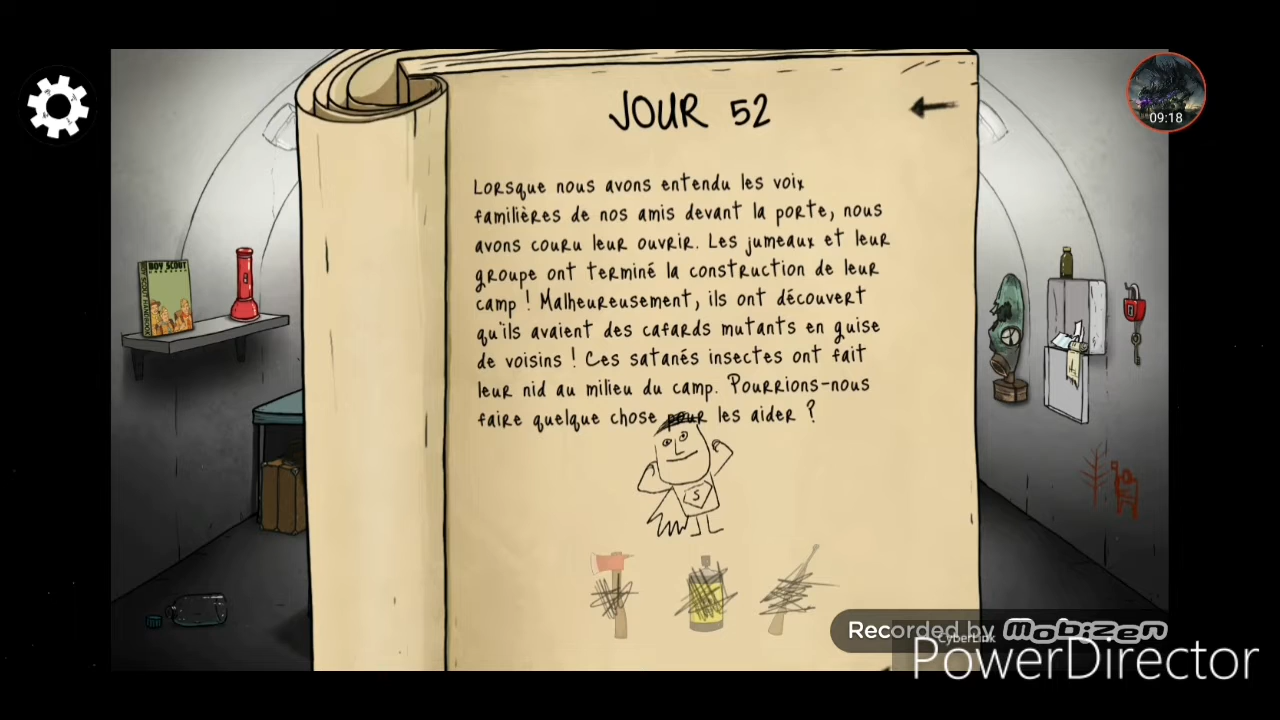 JOUR 52
09:18
Lorsque nous avons entendu les voix
familières de nos amis devant la porte, nous
avons couru leur ouvrir. Les jumeaux et leur
groupe ont terminé la construction de leur
camp ! Malheureusement, ils ont découvert
qu'ils avaient des cafards mutants en guise
de voisins ! Ces satanés insectes ont fait
leur nid au milieu du camp. Pourrions-nous
faire quelque chose pour les aider ?
S
BOY SCOUT
Recorded by Mobizen
CyberLink
PowerDirector